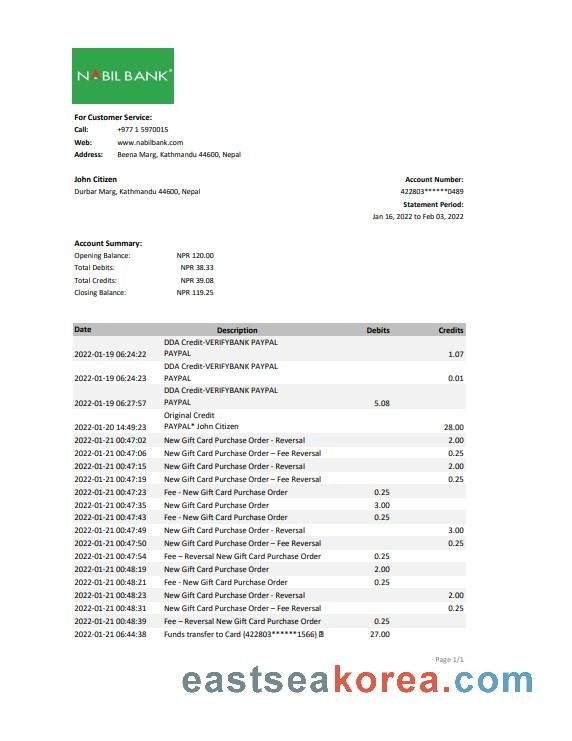 NABIL BANK
For Customer Service:
Call: +977 1 5970015
Web: www.nabilbank.com
Address: Beena Marg, Kathmandu 44600, Nepal
John Citizen
Durbar Marg, Kathmandu 44600, Nepal
Account Number:
422803******0489
Statement Period:
Jan 16, 2022 to Feb 03, 2022
Account Summary:
Opening Balance: NPR 120.00
Total Debits: NPR 38.33
Total Credits: NPR 39.08
Closing Balance: NPR 119.25
Date Description Debits Credits
DDA Credit-VERIFYBANK PAYPAL
2022-01-19 06:24:22 PAYPAL 1.07
DDA Credit-VERIFYBANK PAYPAL
2022-01-19 06:24:23 PAYPAL 0.01
DDA Credit-VERIFYBANK PAYPAL
2022-01-19 06:27:57 PAYPAL 5.08
Original Credit
2022-01-20 14:49:23 PAYPAL* John Citizen 28.00
2022-01-21 00:47:02 New Gift Card Purchase Order - Reversal 2.00
2022-01-21 00:47:06 New Gift Card Purchase Order – Fee Reversal 0.25
2022-01-21 00:47:15 New Gift Card Purchase Order - Reversal 2.00
2022-01-21 00:47:19 New Gift Card Purchase Order – Fee Reversal 0.25
2022-01-21 00:47:23 Fee - New Gift Card Purchase Order 0.25
2022-01-21 00:47:35 New Gift Card Purchase Order 3.00
2022-01-21 00:47:43 Fee - New Gift Card Purchase Order 0.25
2022-01-21 00:47:49 New Gift Card Purchase Order - Reversal 3.00
2022-01-21 00:47:50 New Gift Card Purchase Order – Fee Reversal 0.25
2022-01-21 00:47:54 Fee – Reversal New Gift Card Purchase Order 0.25
2022-01-21 00:48:19 New Gift Card Purchase Order 2.00
2022-01-21 00:48:21 Fee - New Gift Card Purchase Order 0.25
2022-01-21 00:48:23 New Gift Card Purchase Order - Reversal 2.00
2022-01-21 00:48:31 New Gift Card Purchase Order – Fee Reversal 0.25
2022-01-21 00:48:39 Fee – Reversal New Gift Card Purchase Order 0.25
2022-01-21 06:44:38 Funds transfer to Card (422803******1566) 27.00
Page 1/1
eastseakorea.com